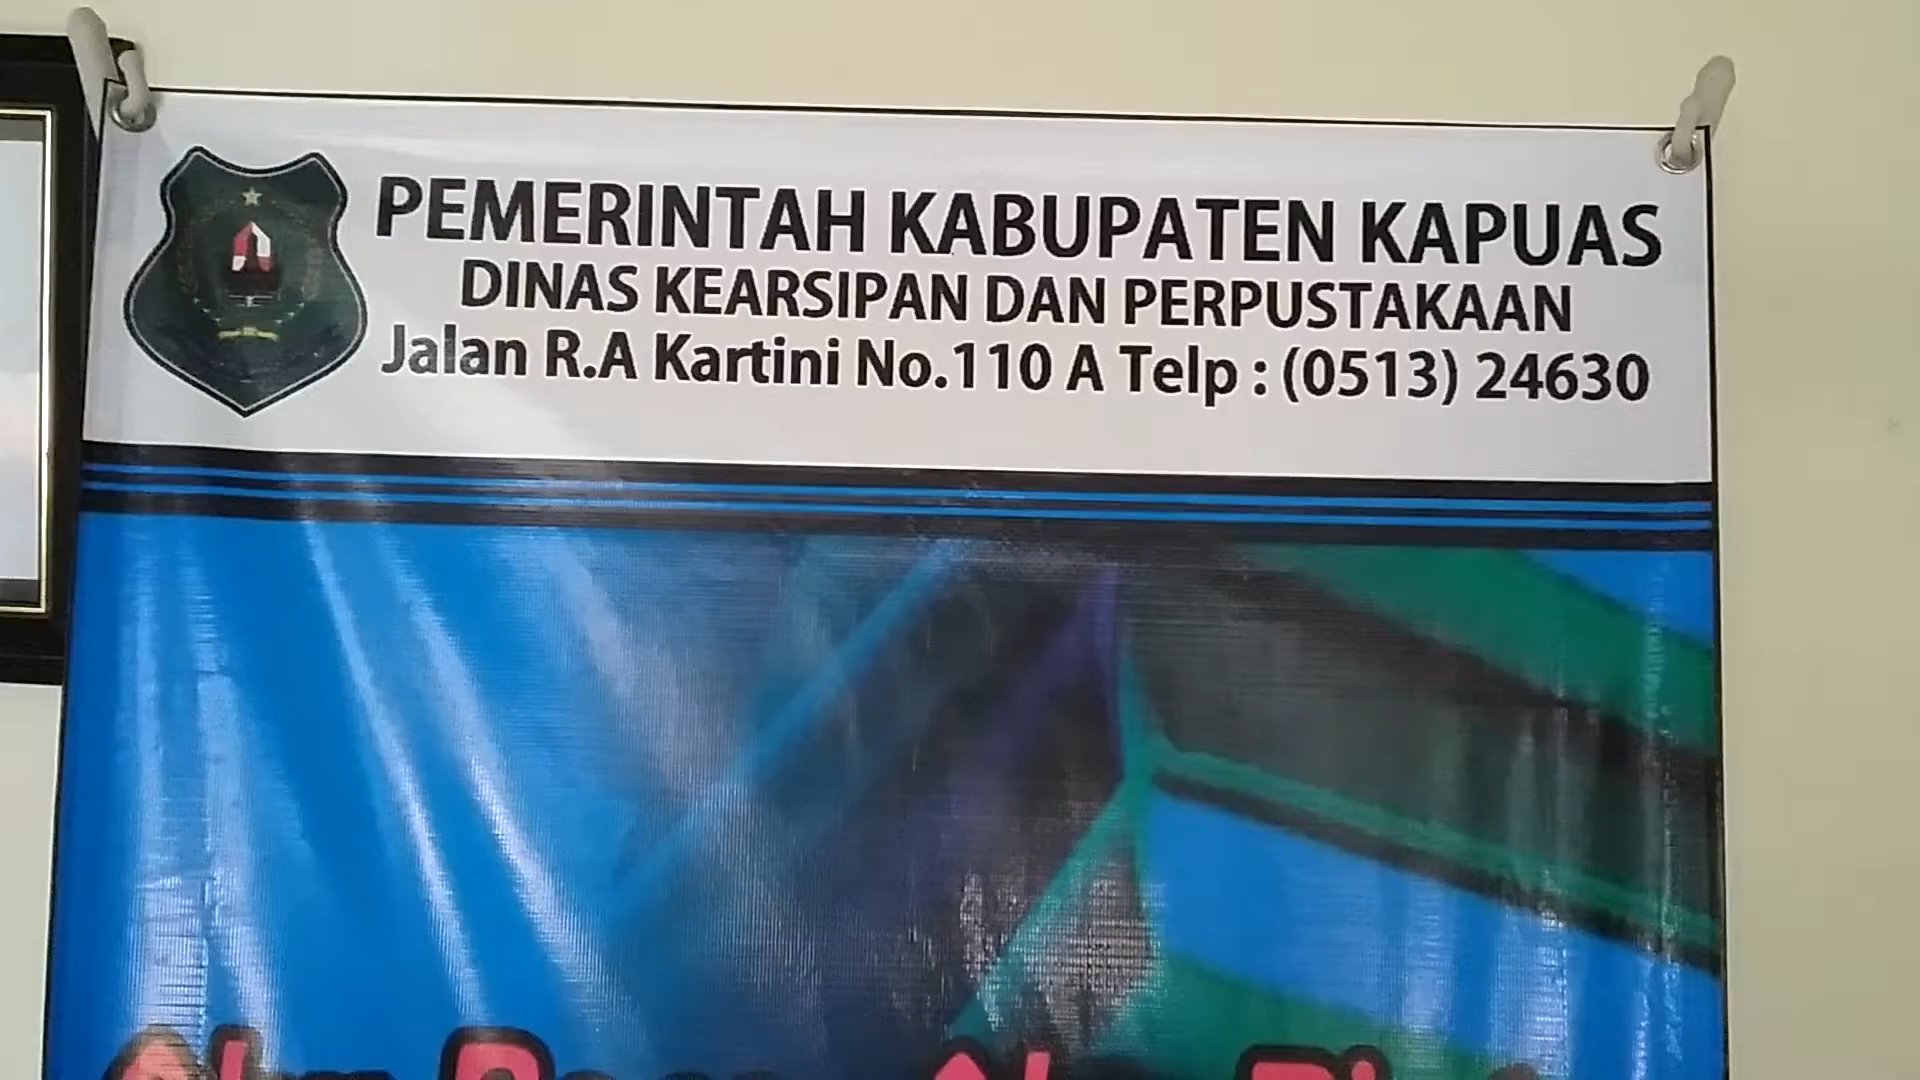 PEMERINTAH KABUPATEN KAPUAS
DINAS KEARSIPAN DAN PERPUSTAKAAN
Jalan R.A Kartini No.110 A Telp : (0513) 24630